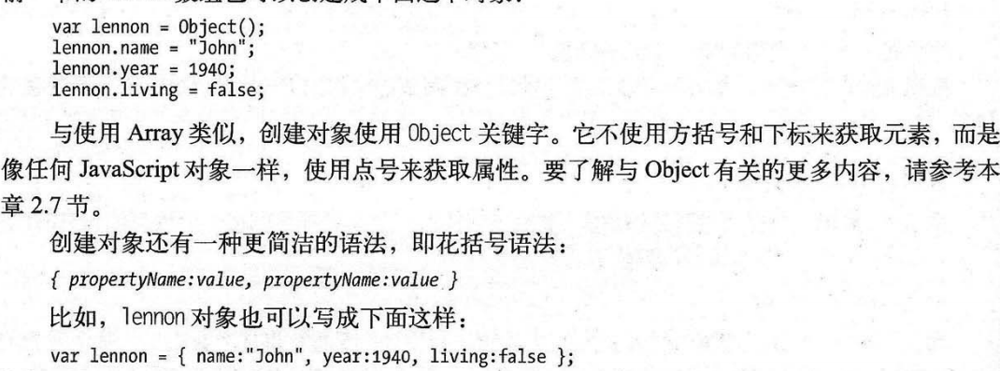 var lennon = Object();
lennon.name = "John";
lennon.year = 1940;
lennon.living = false;
与使用 Array 类似，创建对象使用 Object 关键字。它不使用方括号和下标来获取元素，而是
像任何 JavaScript 对象一样，使用点号来获取属性。要了解与 Object 有关的更多内容，请参考本
章 2.7 节。
创建对象还有一种更简洁的语法，即花括号语法：
{ propertyName:value, propertyName:value }
比如，lennon 对象也可以写成下面这样：
var lennon = { name:"John", year:1940, living:false };